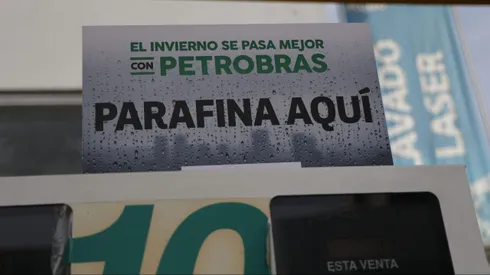 EL INVIERNO SE PASA MEJOR
CON PETROBRAS
PARAFINA AQUÍ
LAVADO
LASER
10
ESTA VENTA